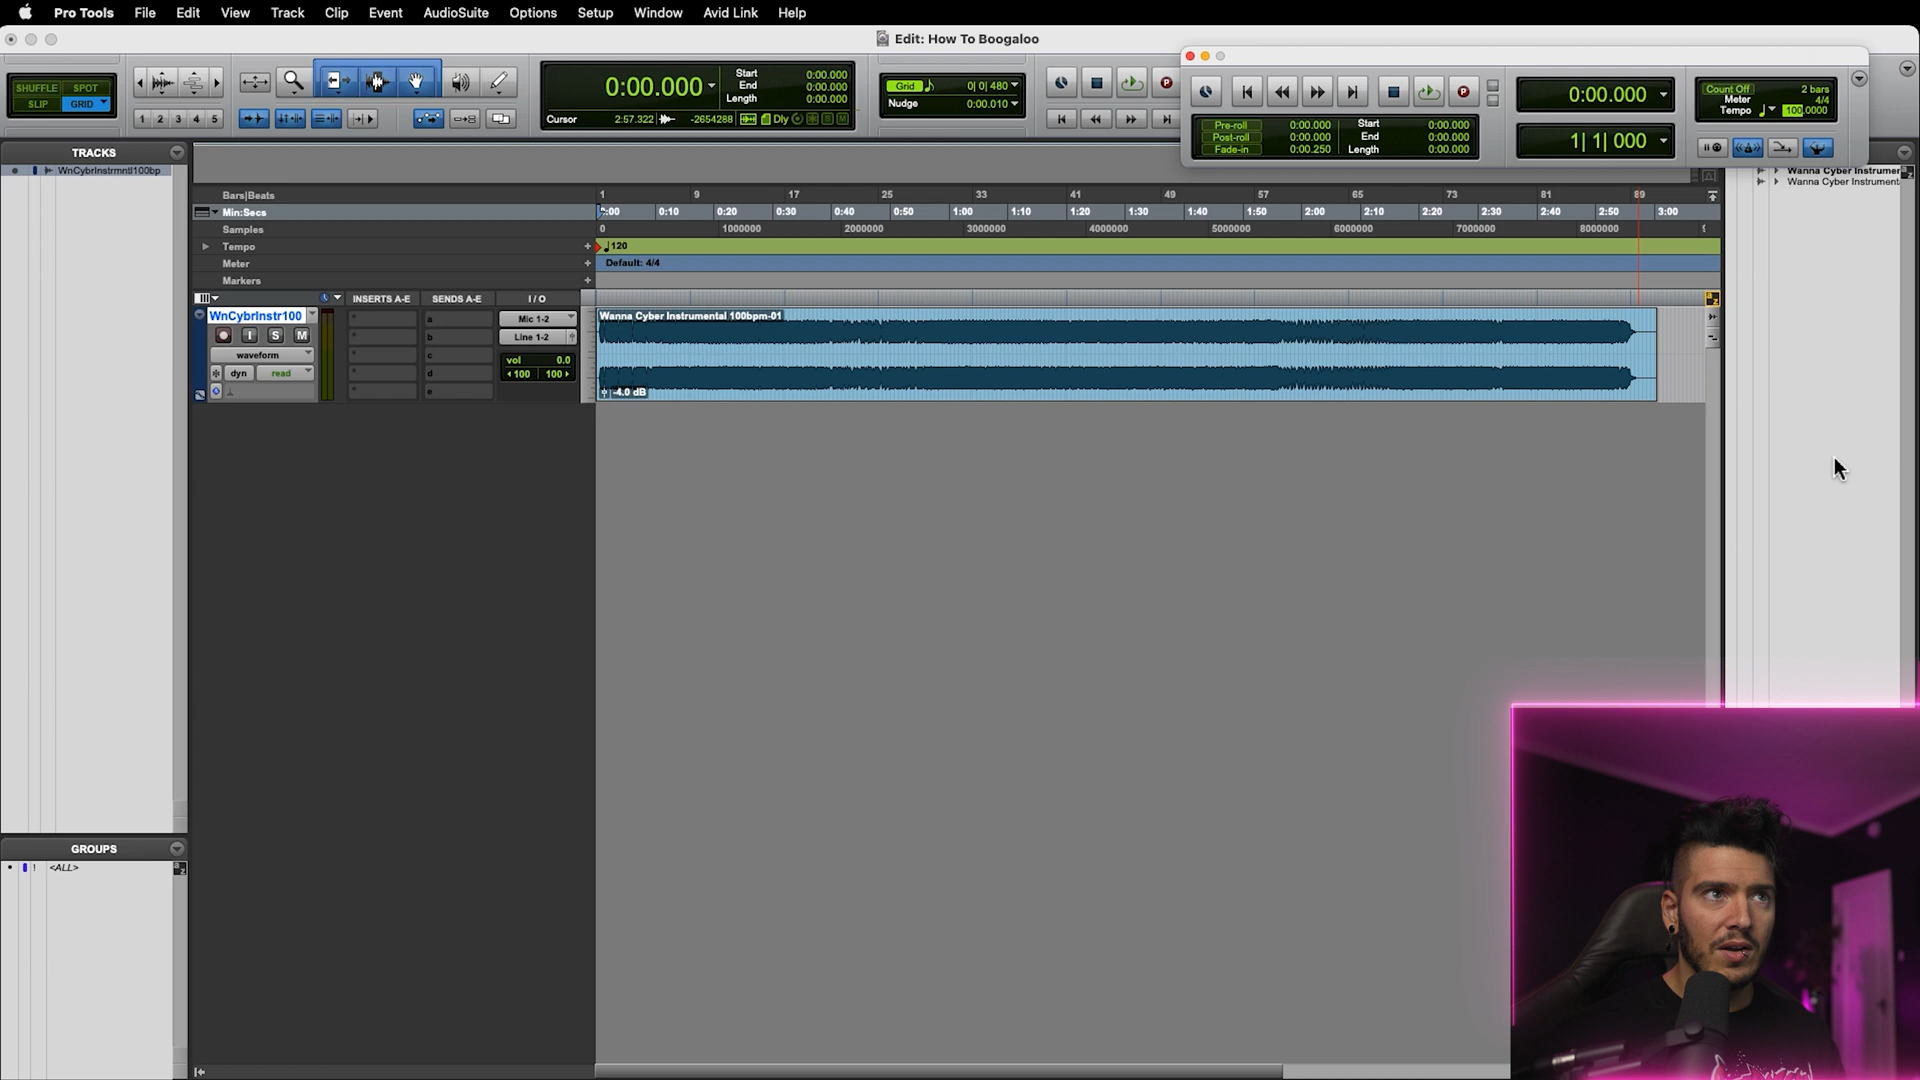 Pro Tools File Edit View Track Clip Event AudioSuite Options Setup Window Avid Link Help
Edit: How To Boogaloo
SHUFFLE SPOT
SLIP GRID
1 2 3 4 5
0:00.000
Start 0:00.000
End 0:00.000
Length 0:00.000
Cursor 2:57.322 -2654288 Dly
Grid 0| 0| 480
Nudge 0:00.010
Pre-roll 0:00.000
Post-roll 0:00.000
Fade-in 0:00.250
Start 0:00.000
End 0:00.000
Length 0:00.000
0:00.000
1| 1| 000
Count Off 2 bars
Meter 4/4
Tempo 100.0000
TRACKS
WnCybrInstrmntl100bp
Wanna Cyber Instrumen
Wanna Cyber Instrument
Bars|Beats 1 9 17 25 33 41 49 57 65 73 81 89
Min:Secs 0:00 0:10 0:20 0:30 0:40 0:50 1:00 1:10 1:20 1:30 1:40 1:50 2:00 2:10 2:20 2:30 2:40 2:50 3:00
Samples 0 1000000 2000000 3000000 4000000 5000000 6000000 7000000 8000000
Tempo 120
Meter Default: 4/4
Markers
INSERTS A-E SENDS A-E I / O
WnCybrInstr100
I S M
waveform
dyn read
a
b
c
d
e
Mic 1-2
Line 1-2
vol 0.0
100 100
Wanna Cyber Instrumental 100bpm-01
-4.0 dB
GROUPS
! <ALL>